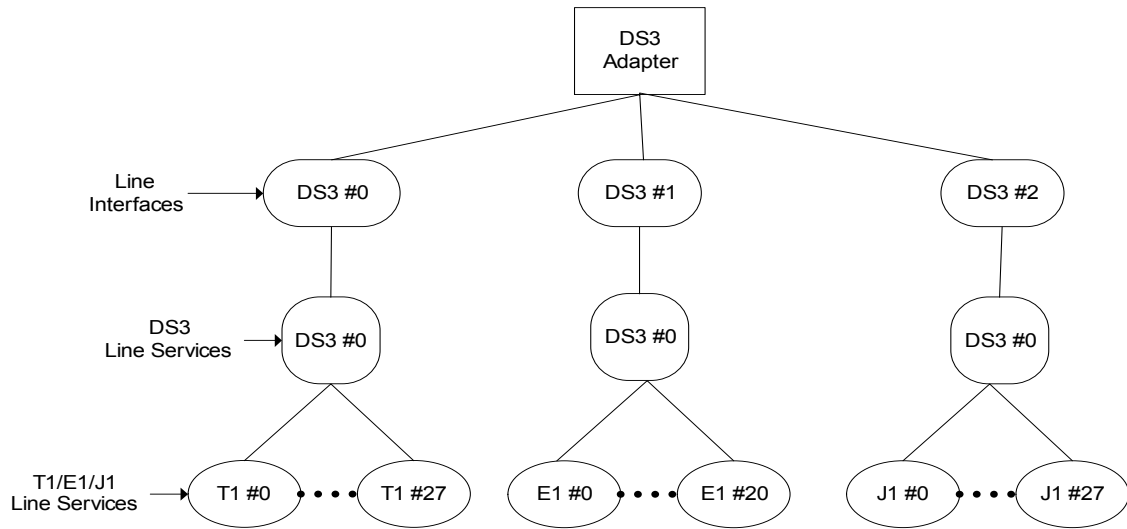 DS3
Adapter
Line
Interfaces
DS3 #0
DS3 #1
DS3 #2
DS3
Line Services
DS3 #0
DS3 #0
DS3 #0
T1/E1/J1
Line Services
T1 #0
T1 #27
E1 #0
E1 #20
J1 #0
J1 #27